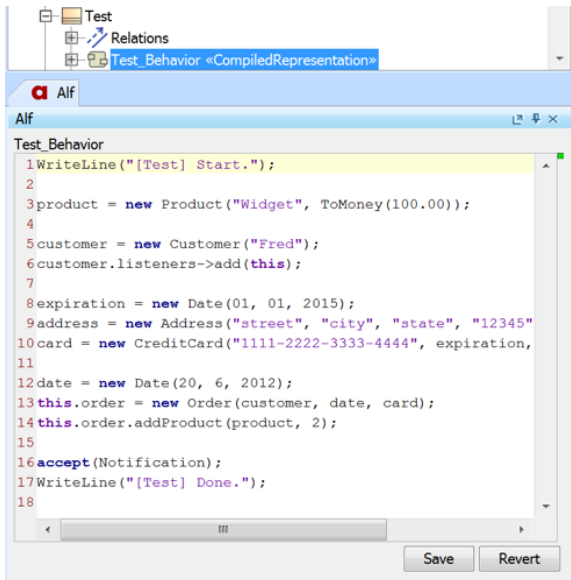 Test
Relations
Test_Behavior «CompiledRepresentation»
a Alf
Alf
Test_Behavior
1 WriteLine("[Test] Start.");
2
3 product = new Product("Widget", ToMoney(100.00));
4
5 customer = new Customer("Fred");
6 customer.listeners->add(this);
7
8 expiration = new Date(01, 01, 2015);
9 address = new Address("street", "city", "state", "12345"
10 card = new CreditCard("1111-2222-3333-4444", expiration,
11
12 date = new Date(20, 6, 2012);
13 this.order = new Order(customer, date, card);
14 this.order.addProduct(product, 2);
15
16 accept(Notification);
17 WriteLine("[Test] Done.");
18
Save Revert